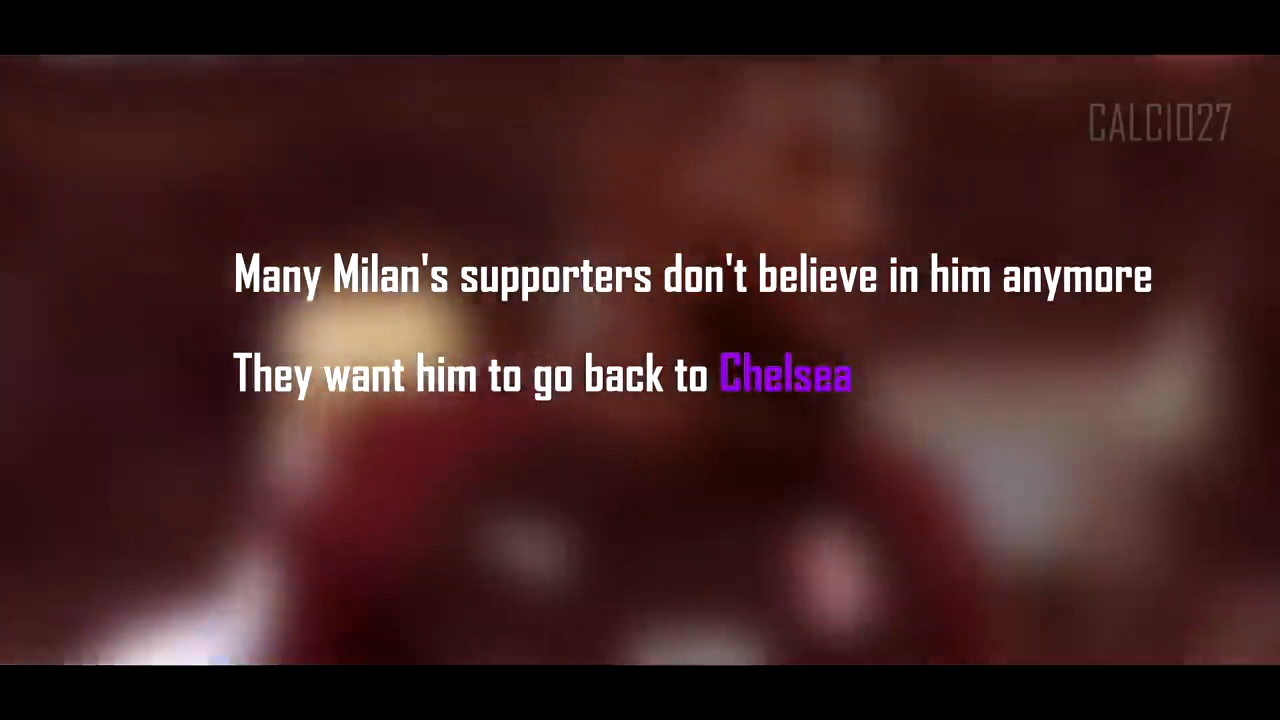 CALCIO27
Many Milan's supporters don't believe in him anymore
They want him to go back to Chelsea